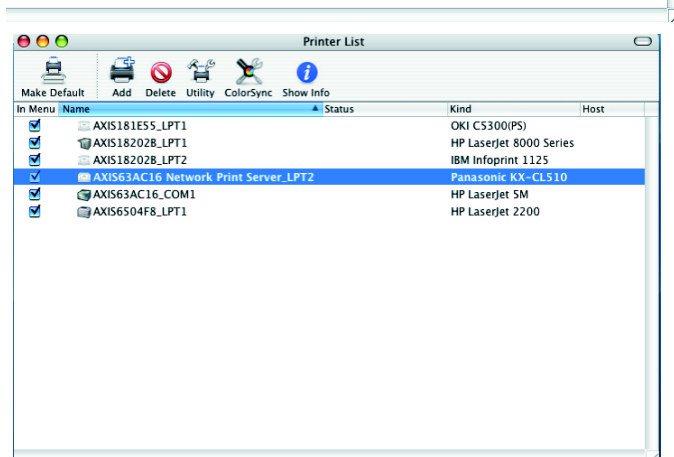 Printer List
Make Default Add Delete Utility ColorSync Show Info
In Menu Name Status Kind Host
AXIS181E55_LPT1 OKI C5300(PS)
AXIS18202B_LPT1 HP LaserJet 8000 Series
AXIS18202B_LPT2 IBM Infoprint 1125
AXIS63AC16 Network Print Server_LPT2 Panasonic KX-CL510
AXIS63AC16_COM1 HP LaserJet 5M
AXIS6504F8_LPT1 HP LaserJet 2200